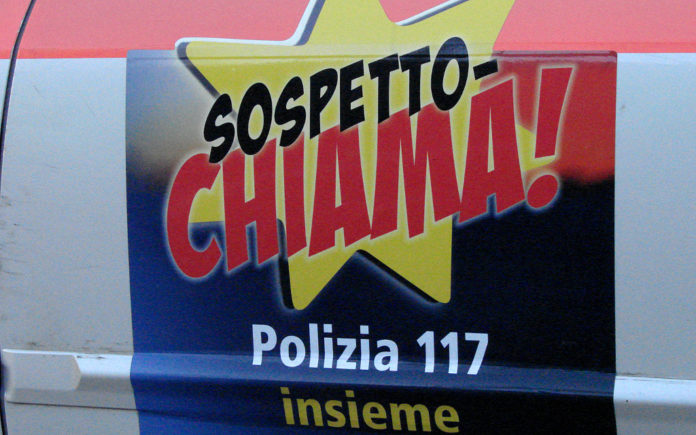 SOSPETTO-
CHIAMA!
Polizia 117
insieme